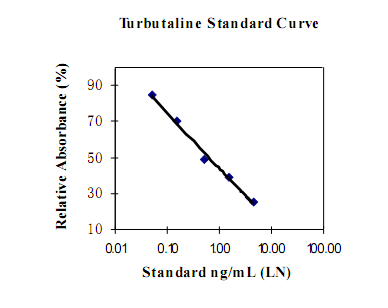 Turbutaline Standard Curve
Relative Absorbance (%)
90
70
50
30
10
0.01 0.10 1.00 10.00 100.00
Standard ng/mL (LN)